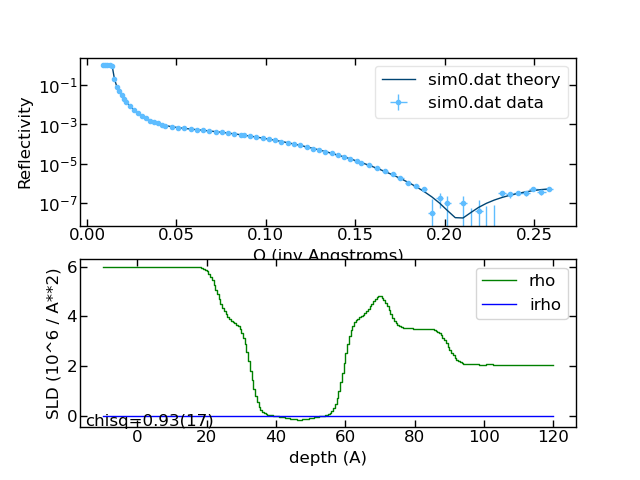 10⁻¹
10⁻³
10⁻⁵
10⁻⁷
Reflectivity
sim0.dat theory
sim0.dat data
0.00 0.05 0.10 0.15 0.20 0.25
Q (inv Angstroms)
6
4
2
0
SLD (10^6 / A**2)
rho
irho
chisq=0.93(17)
0 20 40 60 80 100 120
depth (A)